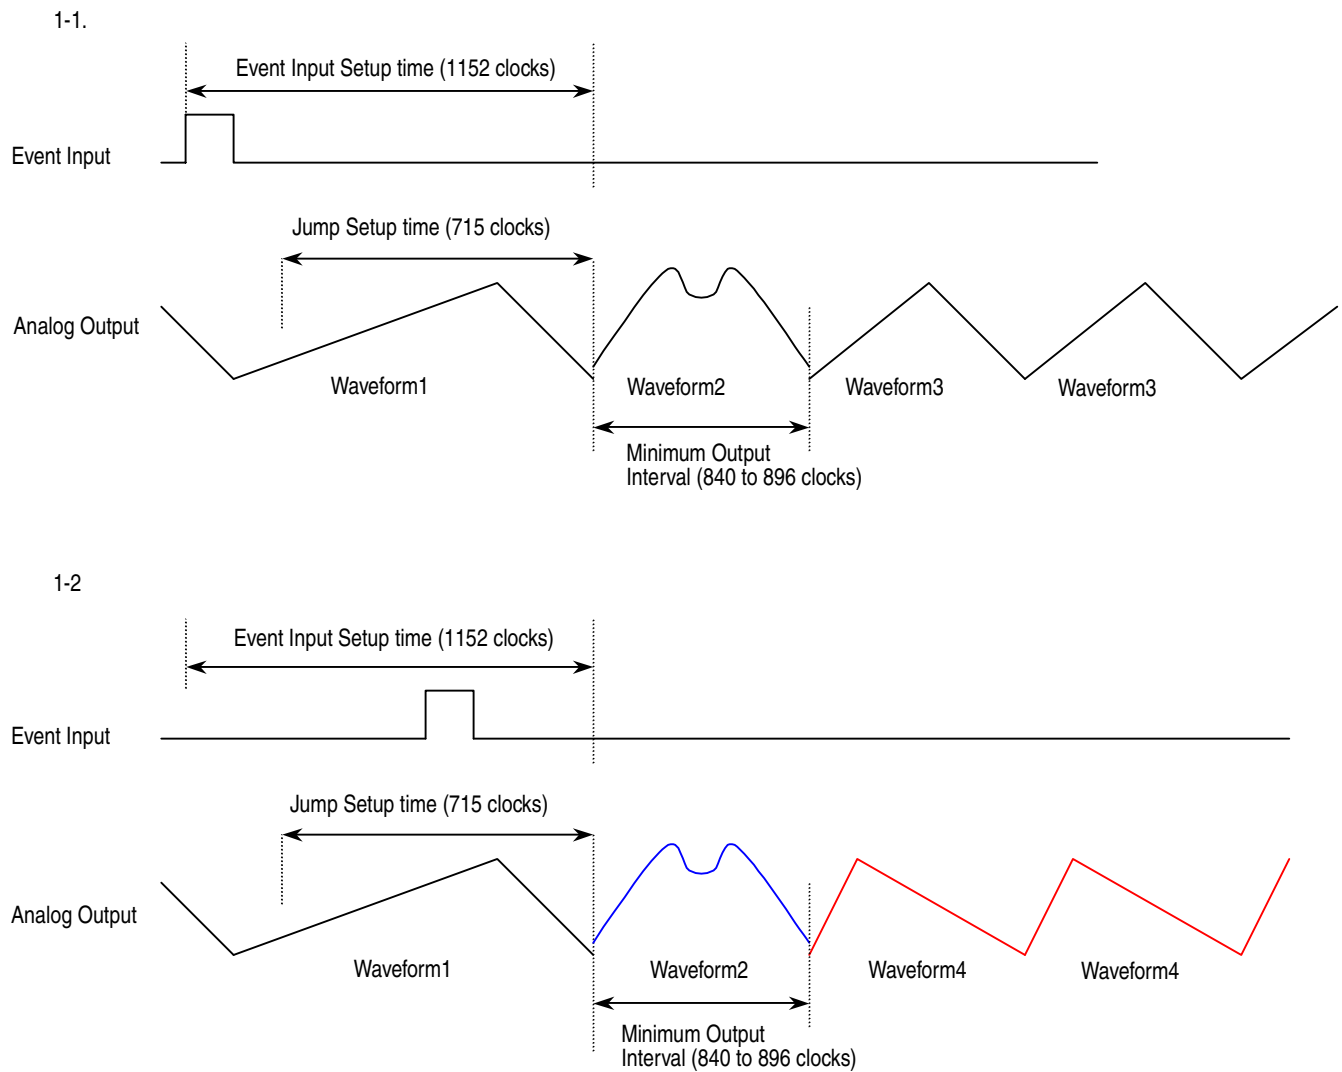 1-1.
Event Input Setup time (1152 clocks)
Event Input
Jump Setup time (715 clocks)
Analog Output
Waveform1
Waveform2
Waveform3
Waveform3
Minimum Output
Interval (840 to 896 clocks)
1-2
Event Input Setup time (1152 clocks)
Event Input
Jump Setup time (715 clocks)
Analog Output
Waveform1
Waveform2
Waveform4
Waveform4
Minimum Output
Interval (840 to 896 clocks)